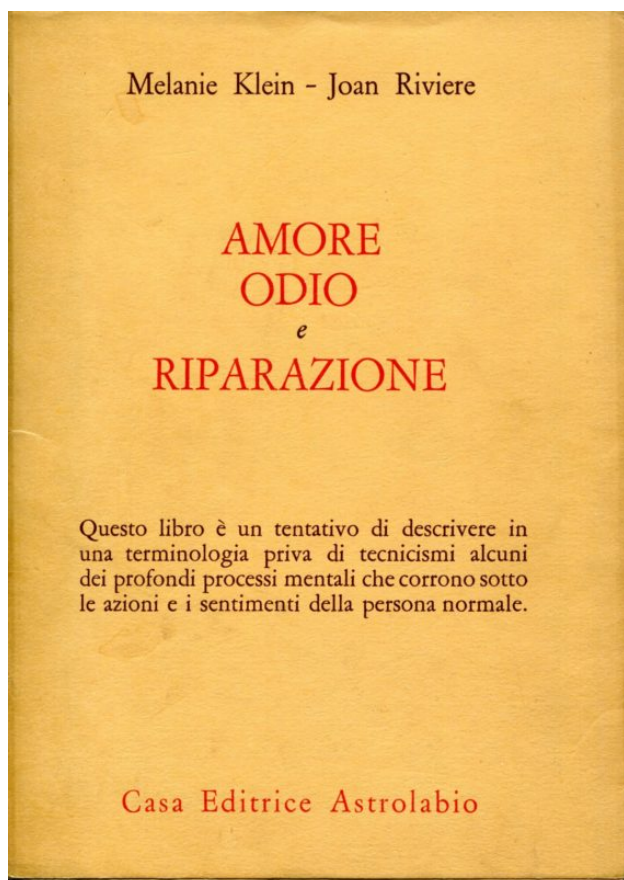 Melanie Klein - Joan Riviere
AMORE
ODIO
e
RIPARAZIONE
Questo libro è un tentativo di descrivere in
una terminologia priva di tecnicismi alcuni
dei profondi processi mentali che corrono sotto
le azioni e i sentimenti della persona normale.
Casa Editrice Astrolabio